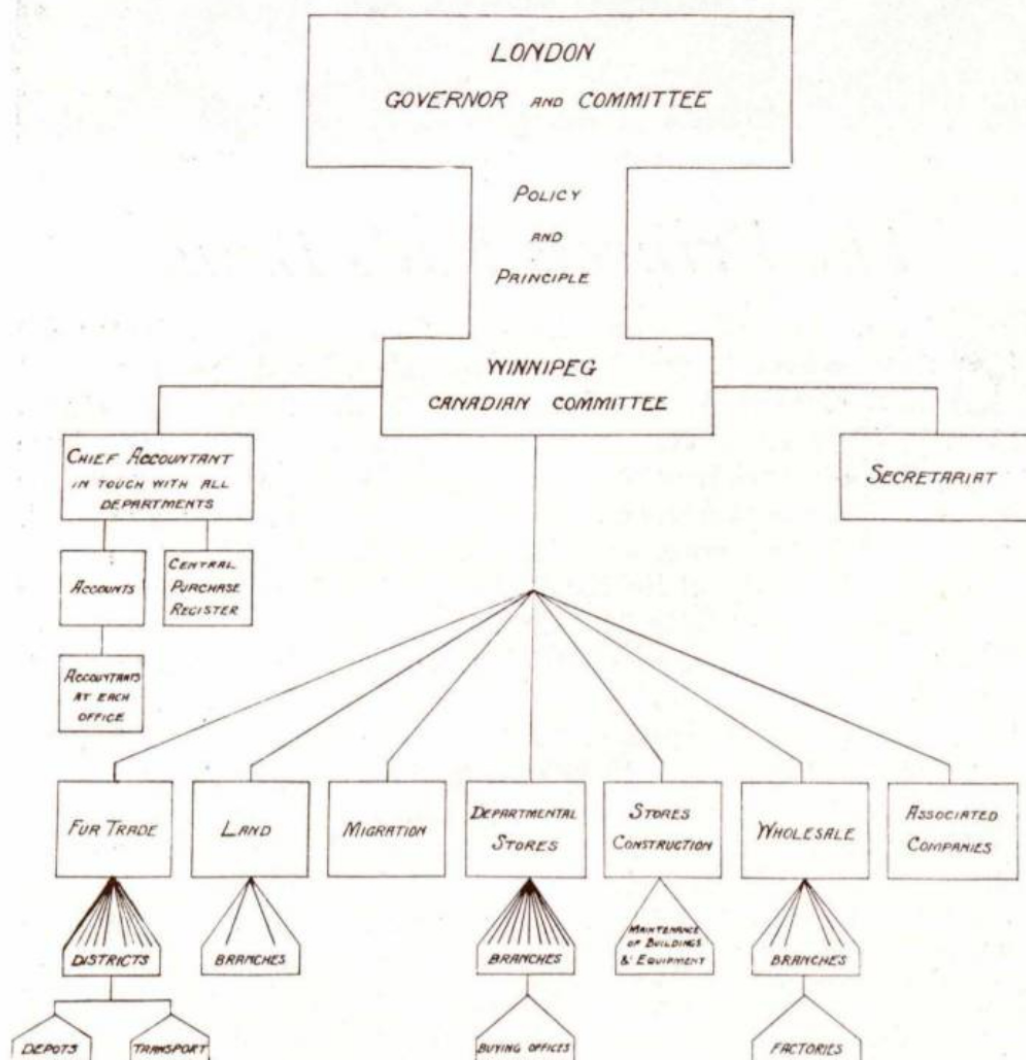 LONDON
GOVERNOR AND COMMITTEE
POLICY
AND
PRINCIPLE
WINNIPEG
CANADIAN COMMITTEE
CHIEF ACCOUNTANT
IN TOUCH WITH ALL
DEPARTMENTS
SECRETARIAT
ACCOUNTS
CENTRAL
PURCHASE
REGISTER
ACCOUNTANTS
AT EACH
OFFICE
FUR TRADE
LAND
MIGRATION
DEPARTMENTAL
STORES
STORES
CONSTRUCTION
WHOLESALE
ASSOCIATED
COMPANIES
DISTRICTS
BRANCHES
BRANCHES
MAINTENANCE
OF BUILDINGS
& EQUIPMENT
BRANCHES
DEPOTS
TRANSPORT
BUYING OFFICES
FACTORIES